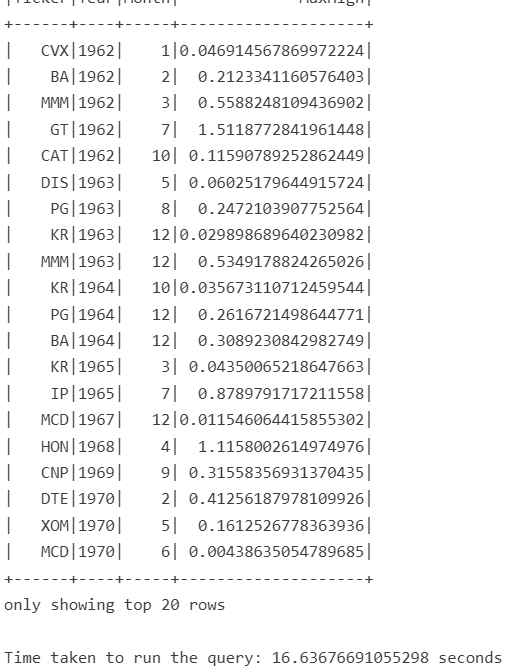 |Ticker|Year|Month|             MaxHigh|
+------+----+-----+--------------------+
|   CVX|1962|    1|0.046914567869972224|
|    BA|1962|    2|  0.2123341160576403|
|   MMM|1962|    3|  0.5588248109436902|
|    GT|1962|    7|  1.5118772841961448|
|   CAT|1962|   10| 0.11590789252862449|
|   DIS|1963|    5| 0.06025179644915724|
|    PG|1963|    8|  0.2472103907752564|
|    KR|1963|   12|0.029898689640230982|
|   MMM|1963|   12|  0.5349178824265026|
|    KR|1964|   10|0.035673110712459544|
|    PG|1964|   12|  0.2616721498644771|
|    BA|1964|   12|  0.3089230842982749|
|    KR|1965|    3| 0.04350065218647663|
|    IP|1965|    7|  0.8789791717211558|
|   MCD|1967|   12|0.011546064415855302|
|   HON|1968|    4|  1.1158002614974976|
|   CNP|1969|    9| 0.31558356931370435|
|   DTE|1970|    2| 0.41256187978109926|
|   XOM|1970|    5|  0.1612526778363936|
|   MCD|1970|    6| 0.00438635054789685|
+------+----+-----+--------------------+
only showing top 20 rows
Time taken to run the query: 16.63676691055298 seconds